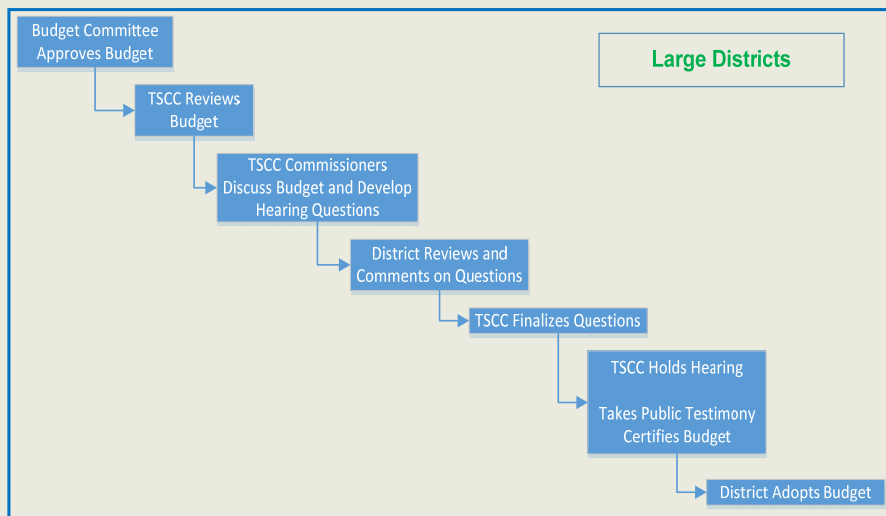 Budget Committee
Approves Budget
Large Districts
TSCC Reviews
Budget
TSCC Commissioners
Discuss Budget and Develop
Hearing Questions
District Reviews and
Comments on Questions
TSCC Finalizes Questions
TSCC Holds Hearing
Takes Public Testimony
Certifies Budget
District Adopts Budget